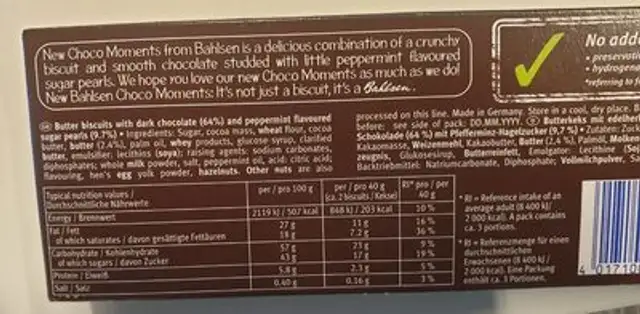 New Choco Moments from Bahlsen is a delicious combination of a crunchy
biscuit and smooth chocolate studded with little peppermint flavoured
sugar pearls. We hope you love our new Choco Moments as much as we do!
New Bahlsen Choco Moments: It's not just a biscuit, it's a Bahlsen.
No add
• preservati
• hydrogena
*referring to
Butter biscuits with dark chocolate (64%) and peppermint flavoured
sugar pearls (9.7%) • Ingredients: Sugar, cocoa mass, wheat flour, cocoa
butter, butter (2.4%), palm oil, whey products, glucose syrup, clarified
butter, emulsifier: lecithins (soya); raising agents: sodium carbonates,
diphosphates; whole milk powder, salt, peppermint oil, acid: citric acid;
flavouring, hen's egg yolk powder, hazelnuts. Other nuts are also
processed on this line. Made in Germany. Store in a cool, dry place.
before: see side of pack: DD.MM.YYYY. Butterkeks mit edelherb
Schokolade (64 %) mit Pfefferminz-Hagelzucker (9,7 %) • Zutaten: Zuc
Kakaomasse, Weizenmehl, Kakaobutter, Butter (2,4 %), Palmöl, Molken
zeugnis, Glukosesirup, Butterreinfett, Emulgator: Lecithine (So
Backtriebmittel: Natriumcarbonate, Diphosphate; Vollmilchpulver, S
Typical nutrition values /
Durchschnittliche Nährwerte
per / pro 100 g
per / pro 40 g
(ca. 2 biscuits / Kekse)
RI* pro / per
40 g
Energy / Brennwert 2119 kJ / 507 kcal 848 kJ / 203 kcal 10 %
Fat / Fett 27 g 11 g 16 %
of which saturates / davon gesättigte Fettsäuren 18 g 7.2 g 36 %
Carbohydrate / Kohlenhydrate 57 g 23 g 9 %
of which sugars / davon Zucker 43 g 17 g 19 %
Protein / Eiweiß 5.8 g 2.3 g 5 %
Salt / Salz 0.40 g 0.16 g 3 %
* RI = Reference intake of an
average adult (8 400 kJ /
2 000 kcal). A pack contains
ca. 3 portions.
* RI = Referenzmenge für einen
durchschnittlichen
Erwachsenen (8 400 kJ /
2 000 kcal). Eine Packung
enthält ca. 3 Portionen.
4 01710